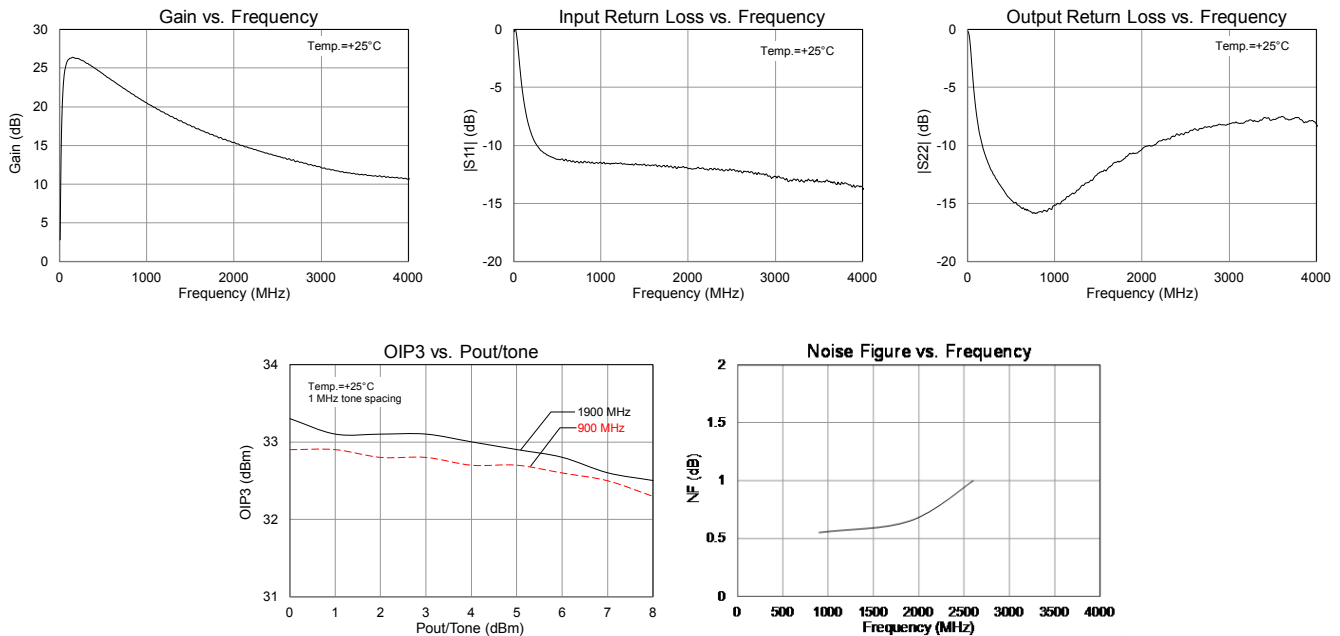 Gain vs. Frequency
30
25
20
15
10
5
0
Gain (dB)
Temp.=+25°C
0 1000 2000 3000 4000
Frequency (MHz)
Input Return Loss vs. Frequency
0
-5
-10
-15
-20
|S11| (dB)
Temp.=+25°C
0 1000 2000 3000 4000
Frequency (MHz)
Output Return Loss vs. Frequency
0
-5
-10
-15
-20
|S22| (dB)
Temp.=+25°C
0 1000 2000 3000 4000
Frequency (MHz)
OIP3 vs. Pout/tone
34
33
32
31
OIP3 (dBm)
Temp.=+25°C
1 MHz tone spacing
1900 MHz
900 MHz
0 1 2 3 4 5 6 7 8
Pout/Tone (dBm)
Noise Figure vs. Frequency
2
1.5
1
0.5
0
NF (dB)
0 500 1000 1500 2000 2500 3000 3500 4000
Frequency (MHz)